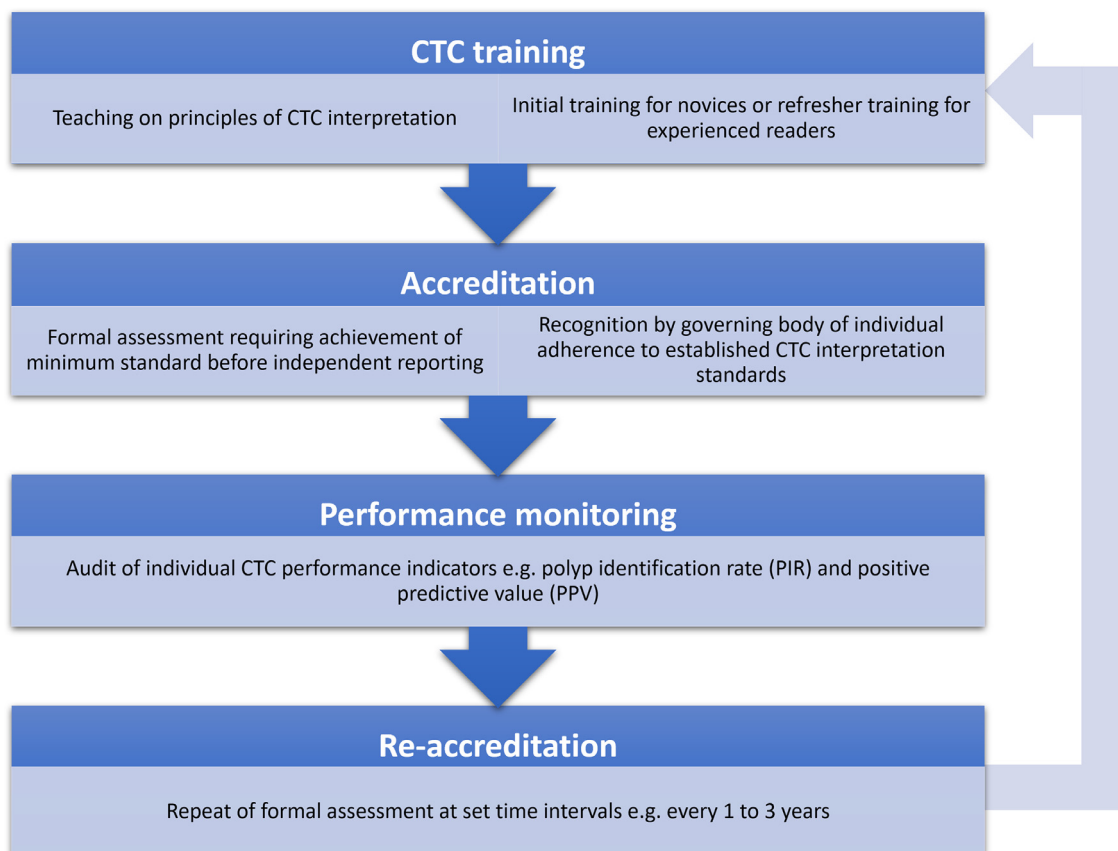 CTC training
Teaching on principles of CTC interpretation
Initial training for novices or refresher training for
experienced readers
Accreditation
Formal assessment requiring achievement of
minimum standard before independent reporting
Recognition by governing body of individual
adherence to established CTC interpretation
standards
Performance monitoring
Audit of individual CTC performance indicators e.g. polyp identification rate (PIR) and positive
predictive value (PPV)
Re-accreditation
Repeat of formal assessment at set time intervals e.g. every 1 to 3 years